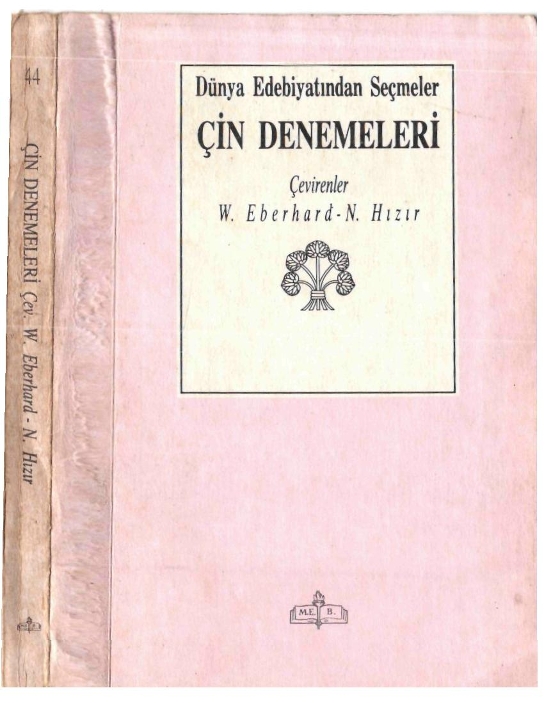 44
ÇİN DENEMELERİ Çev. W. Eberhard - N. Hızır
Dünya Edebiyatından Seçmeler
ÇİN DENEMELERİ
Çevirenler
W. Eberhard - N. Hızır
M.E. B.